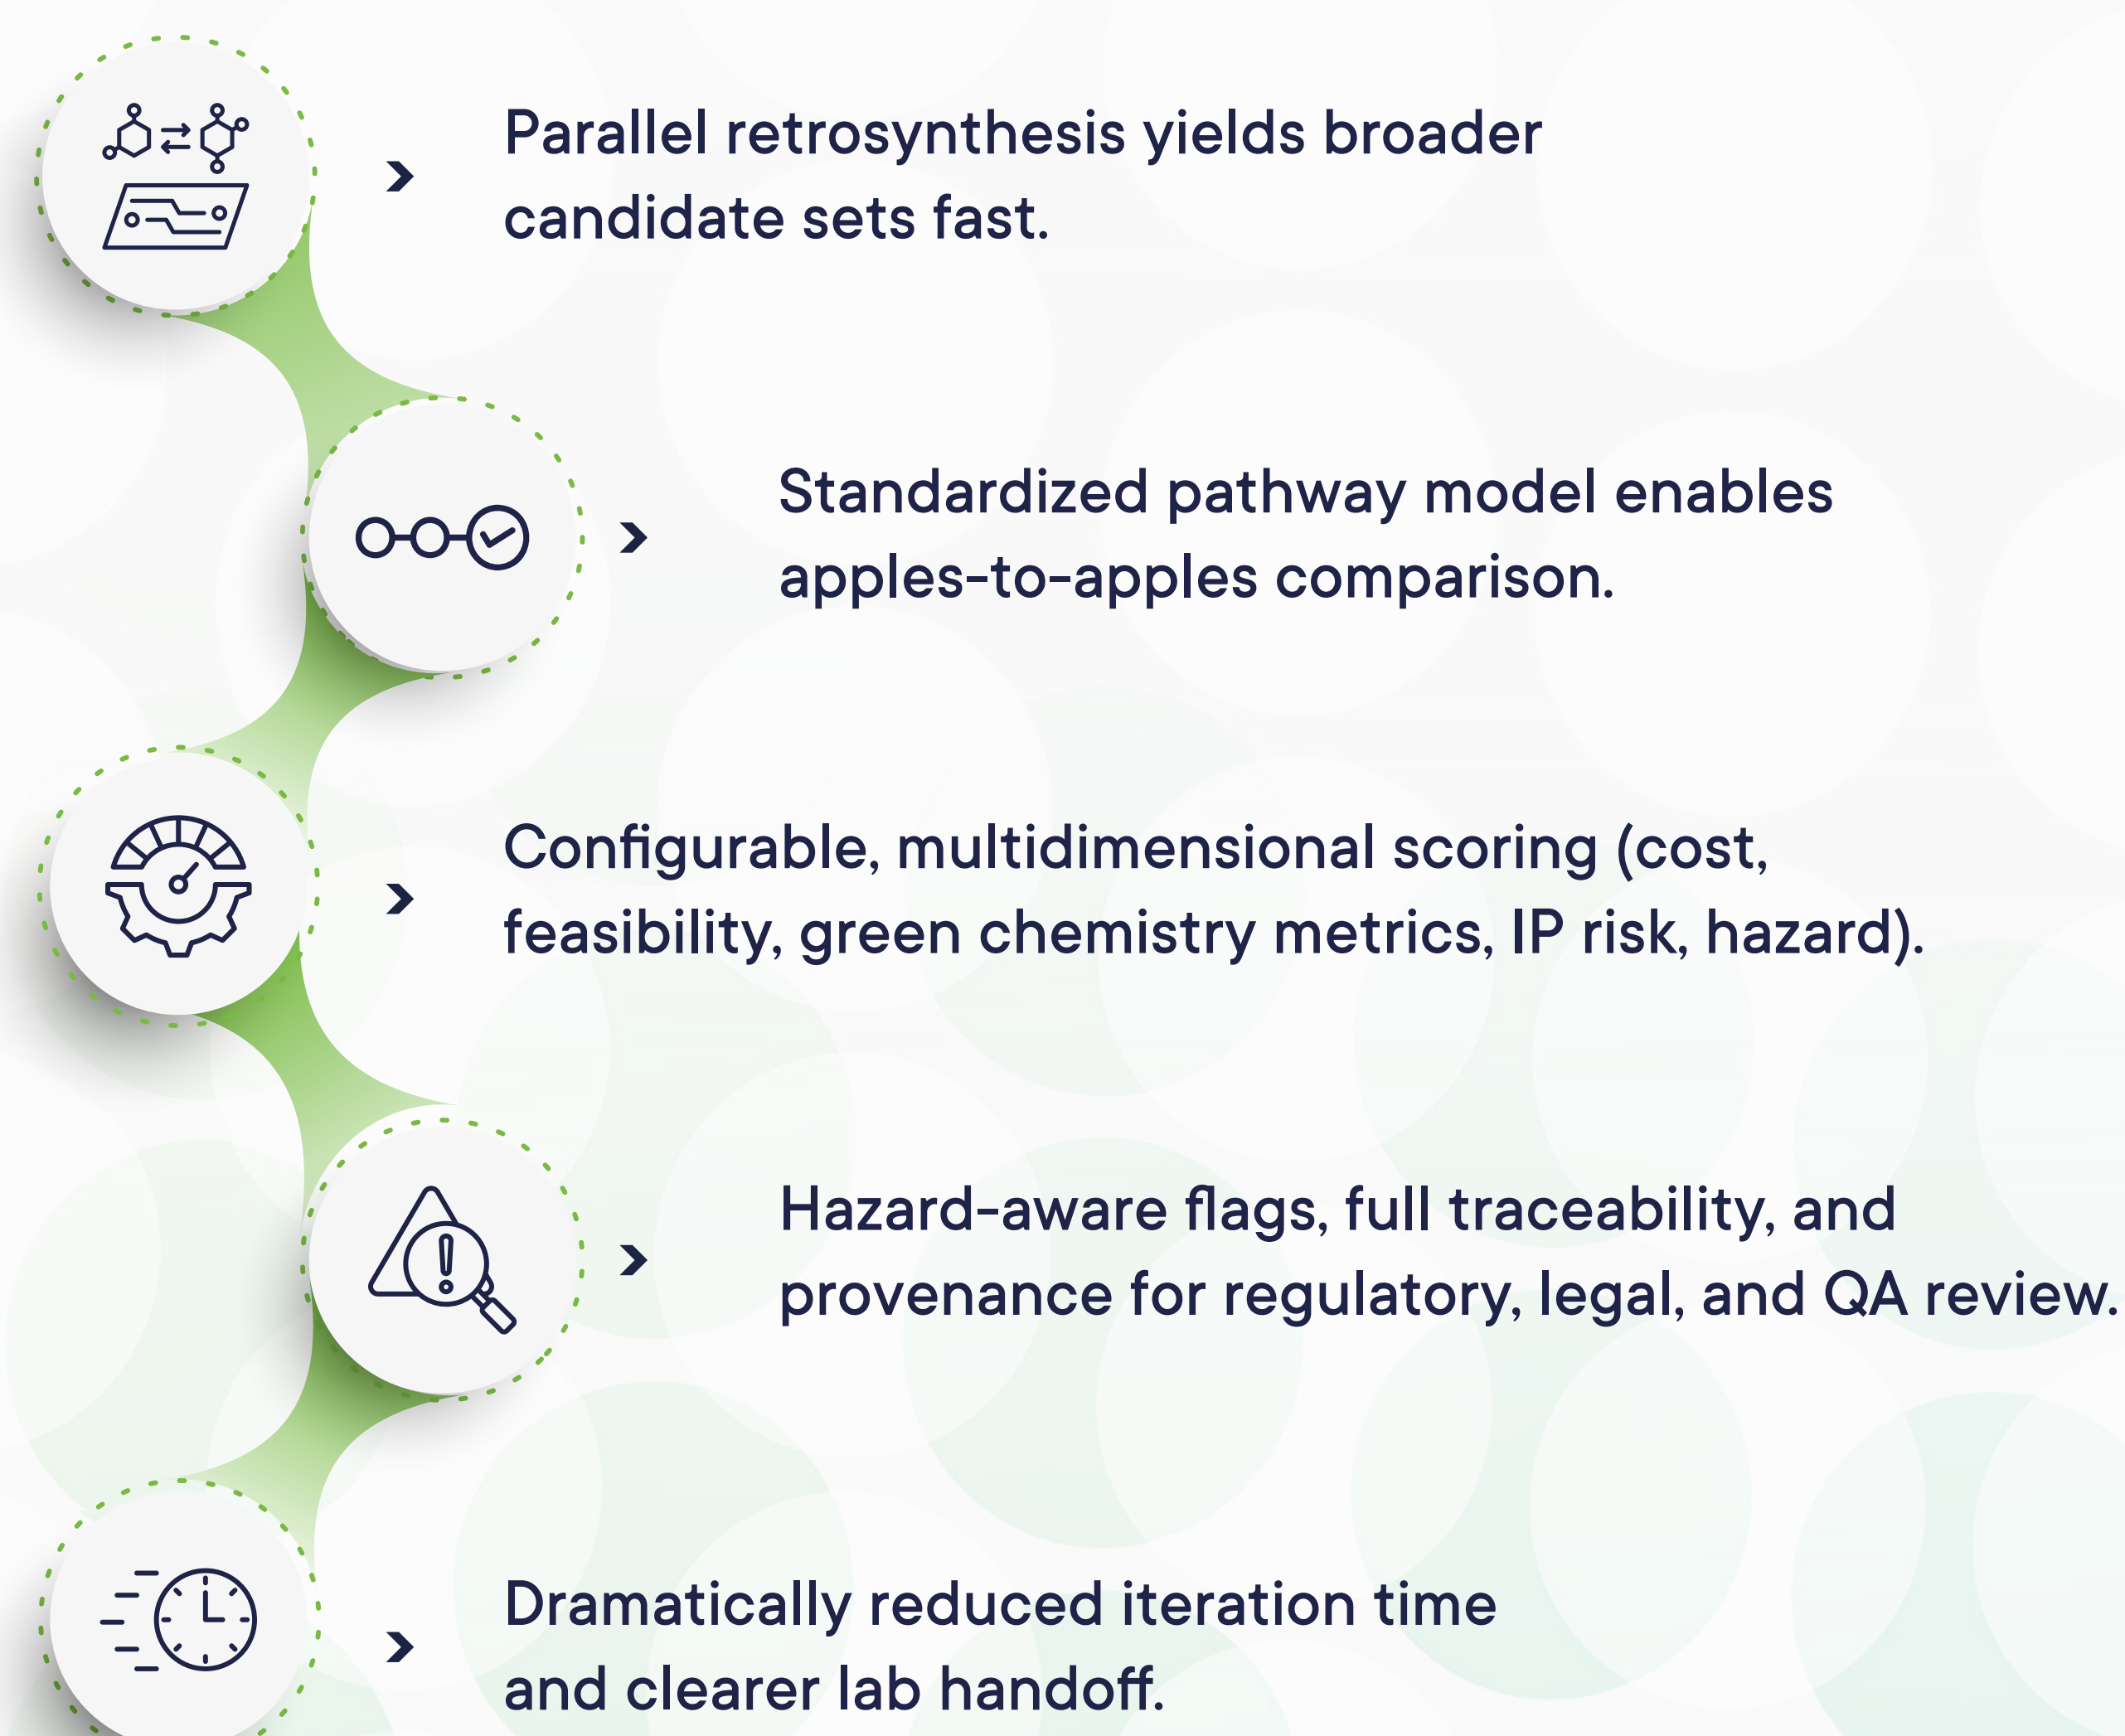 Parallel retrosynthesis yields broader
candidate sets fast.
Standardized pathway model enables
apples-to-apples comparison.
Configurable, multidimensional scoring (cost,
feasibility, green chemistry metrics, IP risk, hazard).
Hazard-aware flags, full traceability, and
provenance for regulatory, legal, and QA review.
Dramatically reduced iteration time
and clearer lab handoff.